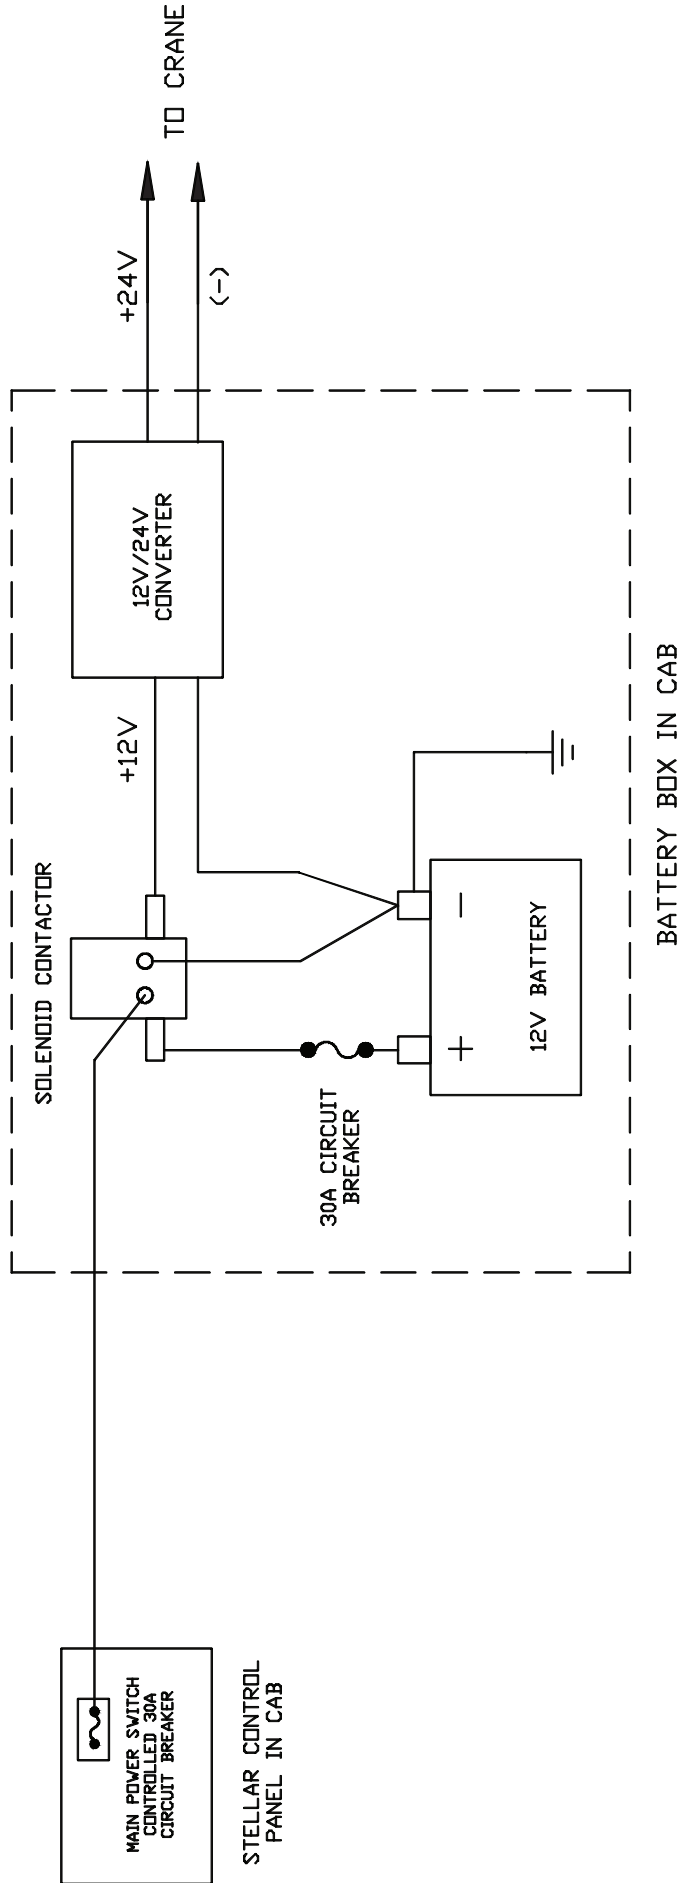 STELLAR CONTROL
PANEL IN CAB
MAIN POWER SWITCH
CONTROLLED 30A
CIRCUIT BREAKER
SOLENOID CONTACTOR
30A CIRCUIT
BREAKER
+
−
12V BATTERY
+12V
12V/24V
CONVERTER
+24V
(-)
TO CRANE
BATTERY BOX IN CAB